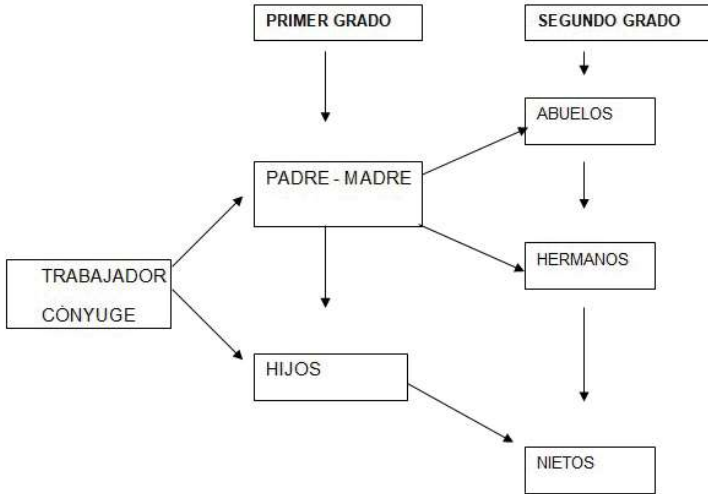 PRIMER GRADO
SEGUNDO GRADO
ABUELOS
PADRE - MADRE
HERMANOS
TRABAJADOR
CÓNYUGE
HIJOS
NIETOS